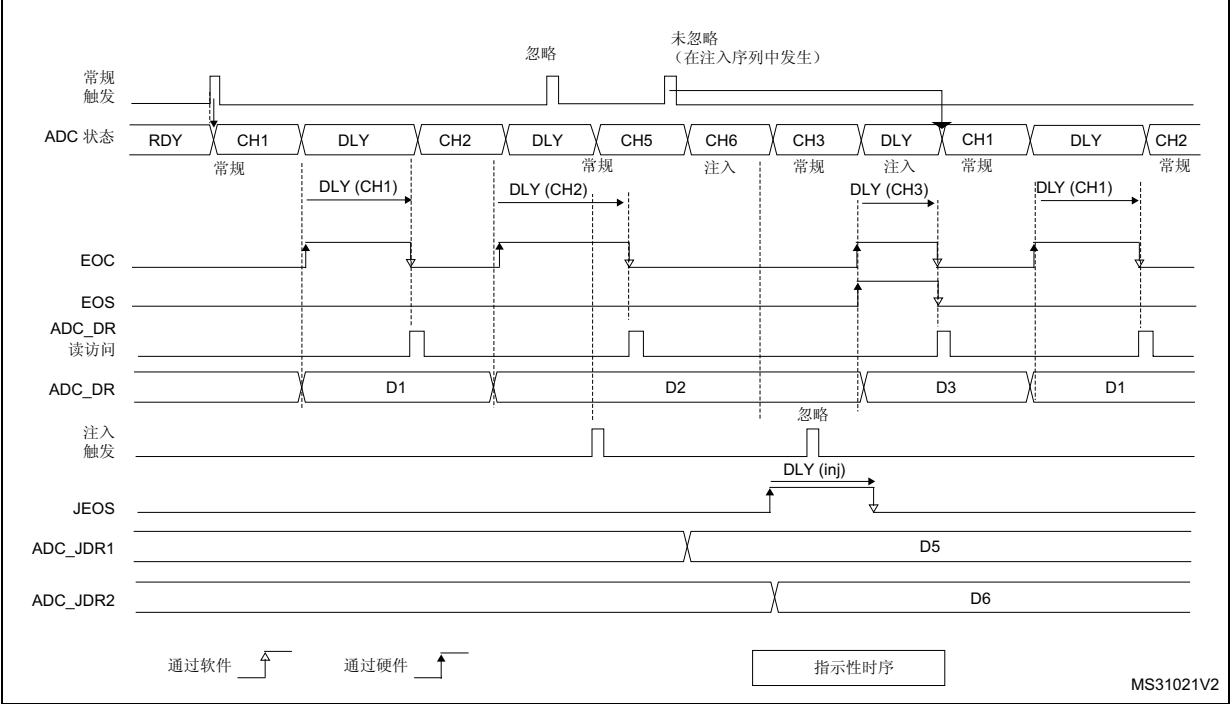 未忽略
(在注入序列中发生)
忽略
常规
触发
ADC 状态
RDY CH1 DLY CH2 DLY CH5 CH6 CH3 DLY CH1 DLY CH2
常规 常规 注入 常规 注入 常规 常规
DLY (CH1) DLY (CH2) DLY (CH3) DLY (CH1)
EOC
EOS
ADC_DR
读访问
ADC_DR D1 D2 D3 D1
忽略
注入
触发
DLY (inj)
JEOS
ADC_JDR1 D5
ADC_JDR2 D6
通过软件 通过硬件 指示性时序
MS31021V2